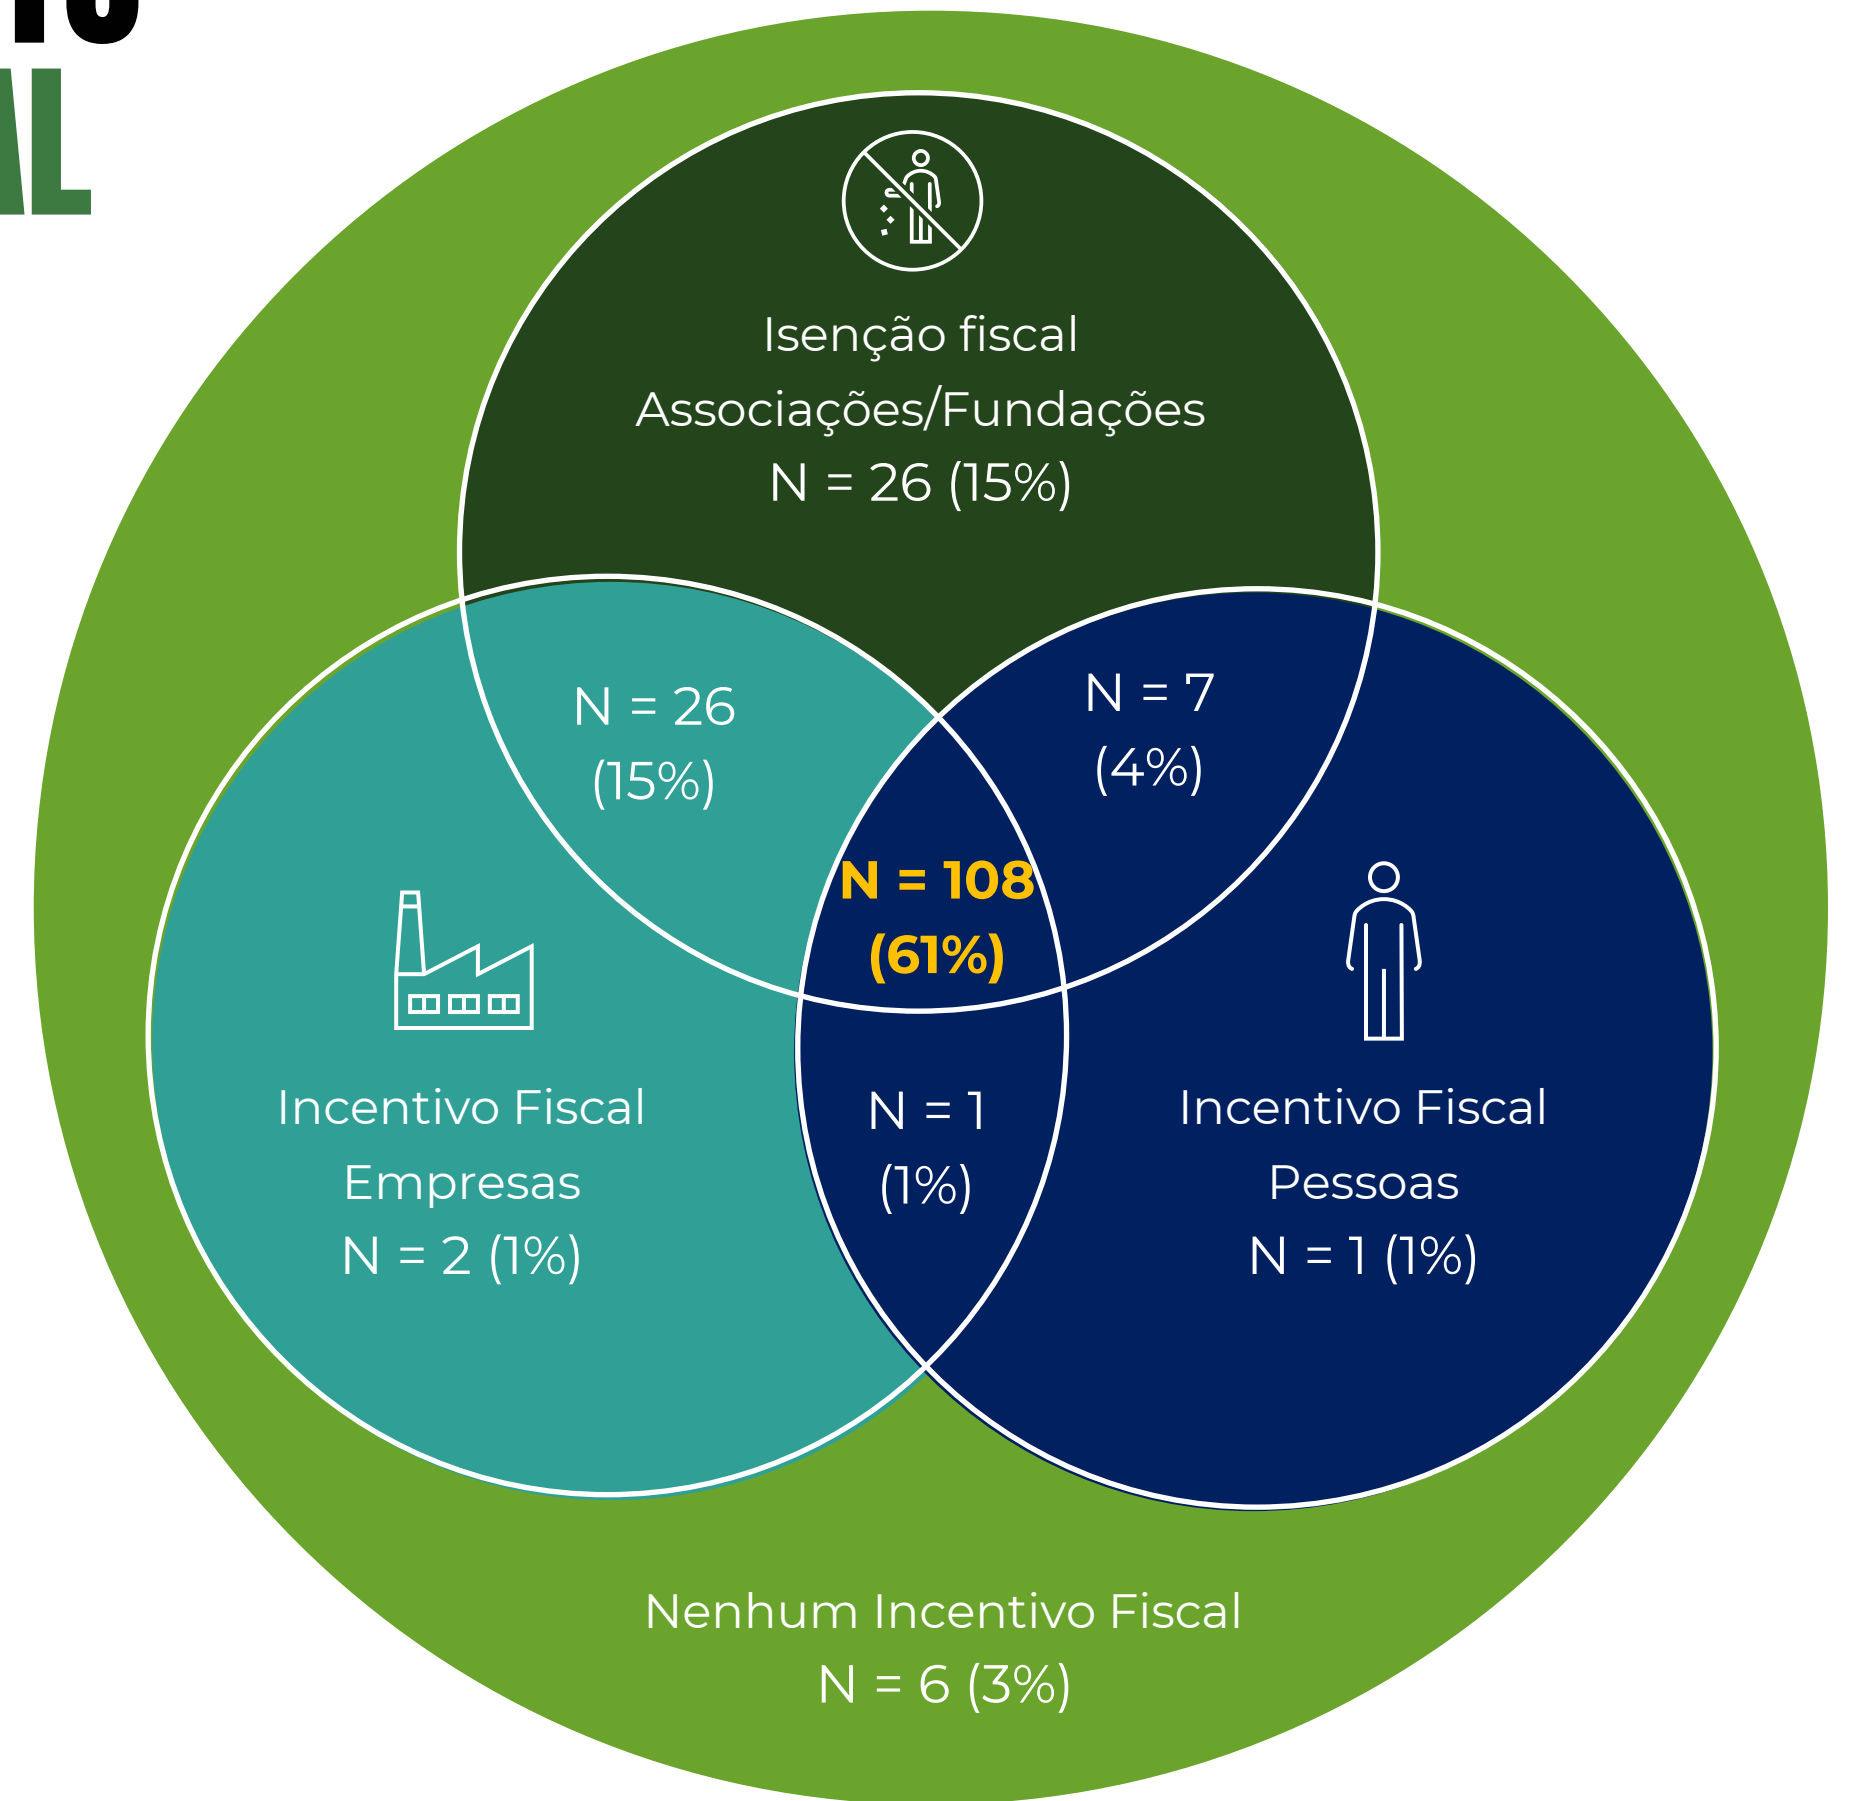 AL
Isenção fiscal
Associações/Fundações
N = 26 (15%)
N = 26
(15%)
N = 7
(4%)
N = 108
(61%)
Incentivo Fiscal
Empresas
N = 2 (1%)
N = 1
(1%)
Incentivo Fiscal
Pessoas
N = 1 (1%)
Nenhum Incentivo Fiscal
N = 6 (3%)